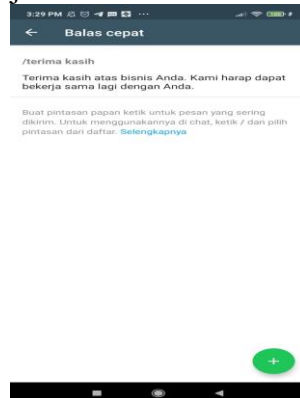 3:29 PM
Balas cepat
/terima kasih
Terima kasih atas bisnis Anda. Kami harap dapat
bekerja sama lagi dengan Anda.
Buat pintasan papan ketik untuk pesan yang sering
dikirim. Untuk menggunakannya di chat, ketik / dan pilih
pintasan dari daftar. Selengkapnya